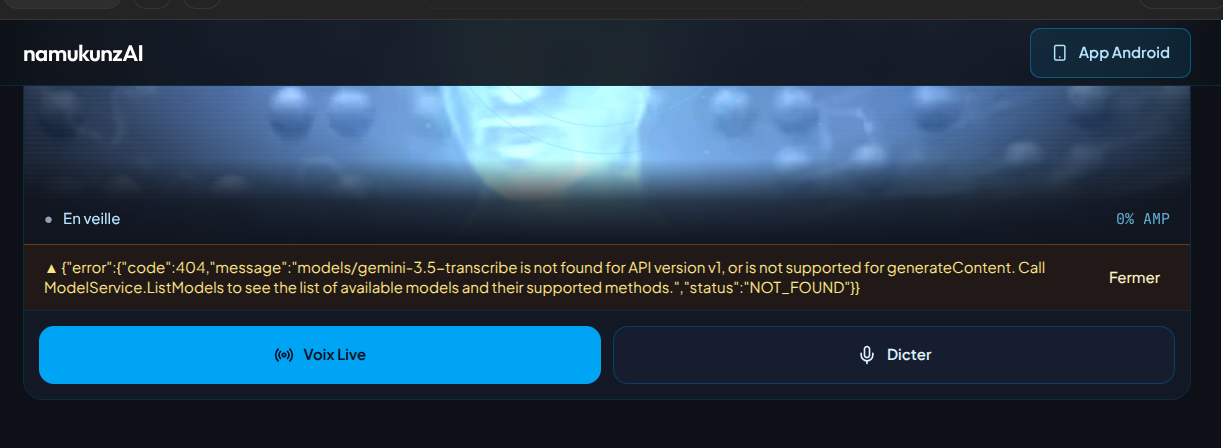 namukunzAI
App Android
En veille
0% AMP
▲ {"error":{"code":404,"message":"models/gemini-3.5-transcribe is not found for API version v1, or is not supported for generateContent. Call
ModelService.ListModels to see the list of available models and their supported methods.","status":"NOT_FOUND"}}
Fermer
Voix Live
Dicter